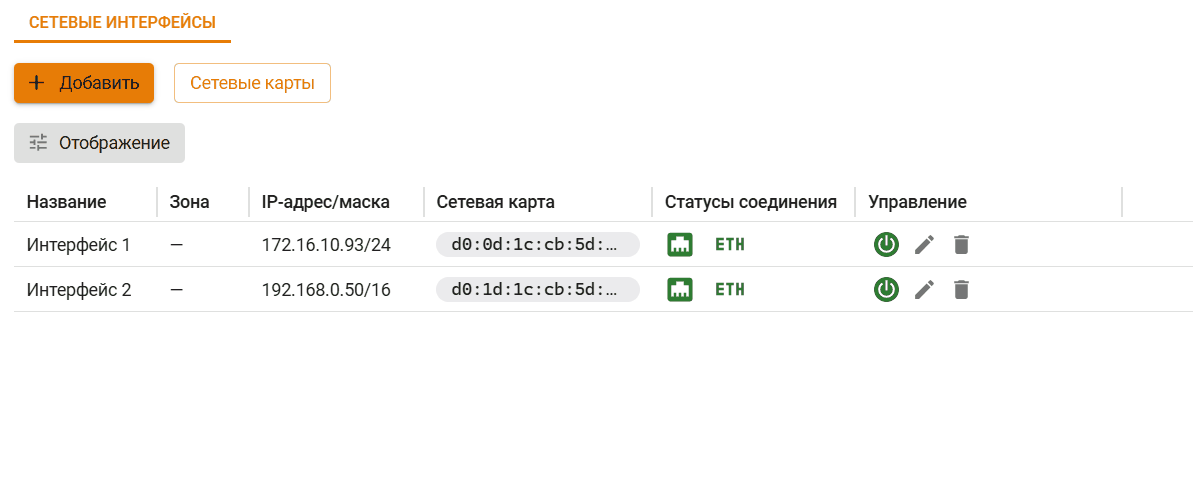 СЕТЕВЫЕ ИНТЕРФЕЙСЫ
Добавить Сетевые карты
Отображение
Название Зона IP-адрес/маска Сетевая карта Статусы соединения Управление
Интерфейс 1 — 172.16.10.93/24 d0:0d:1c:cb:5d:... ETH
Интерфейс 2 — 192.168.0.50/16 d0:1d:1c:cb:5d:... ETH